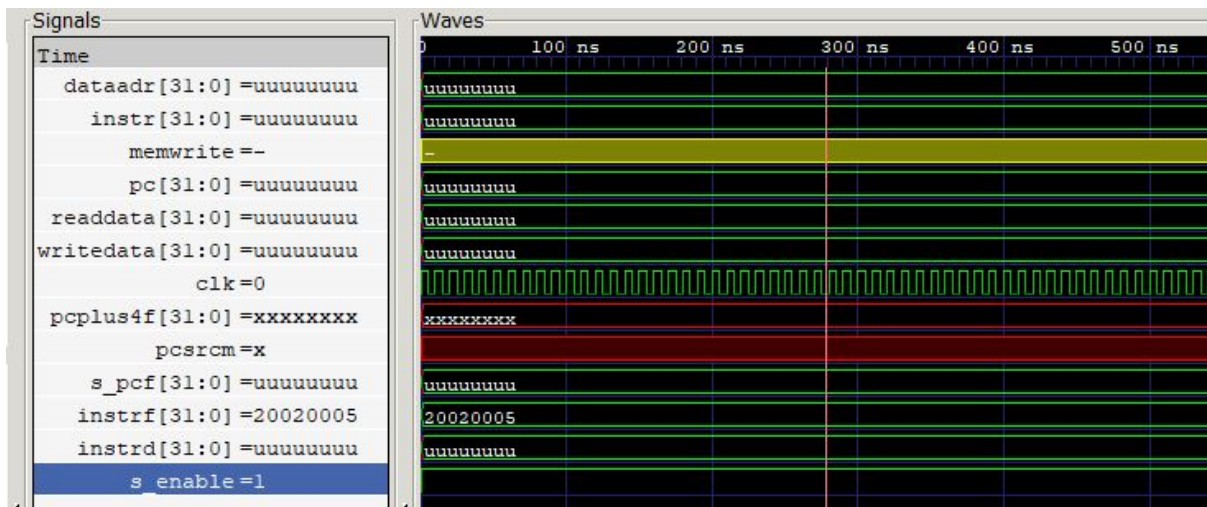 Signals
Waves
Time
100 ns 200 ns 300 ns 400 ns 500 ns
dataadr[31:0] =uuuuuuuu uuuuuuuu
instr[31:0] =uuuuuuuu uuuuuuuu
memwrite =- -
pc[31:0] =uuuuuuuu uuuuuuuu
readdata[31:0] =uuuuuuuu uuuuuuuu
writedata[31:0] =uuuuuuuu uuuuuuuu
clk =0
pcplus4f[31:0] =xxxxxxxx xxxxxxxx
pcsrcm =x
s_pcf[31:0] =uuuuuuuu uuuuuuuu
instrf[31:0] =20020005 20020005
instrd[31:0] =uuuuuuuu uuuuuuuu
s_enable =1